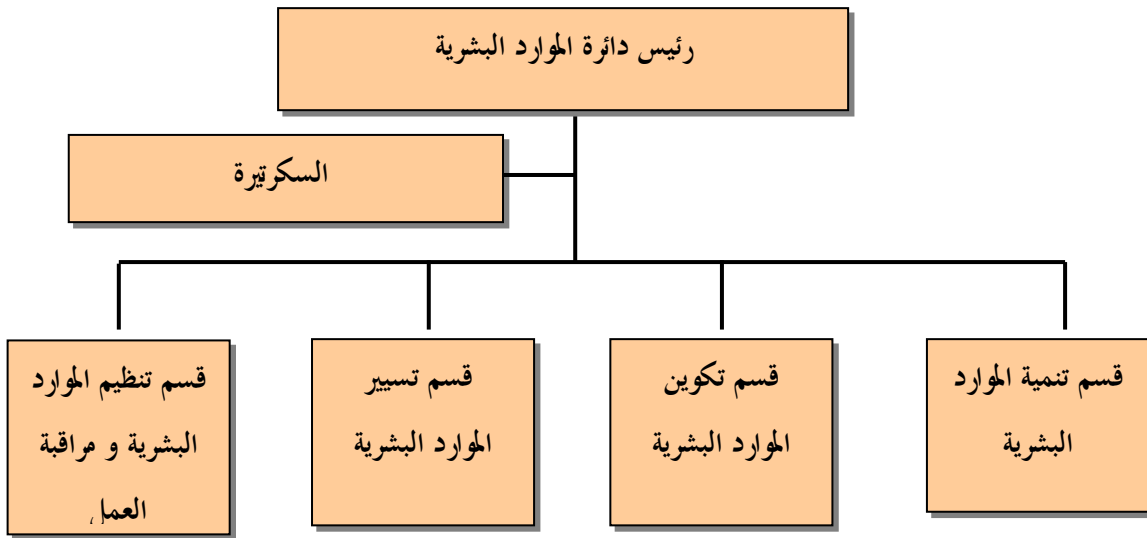 رئيس دائرة الموارد البشرية
السكرتيرة
قسم تنمية الموارد
البشرية
قسم تكوين
الموارد البشرية
قسم تسيير
الموارد البشرية
قسم تنظيم الموارد
البشرية و مراقبة
العمل